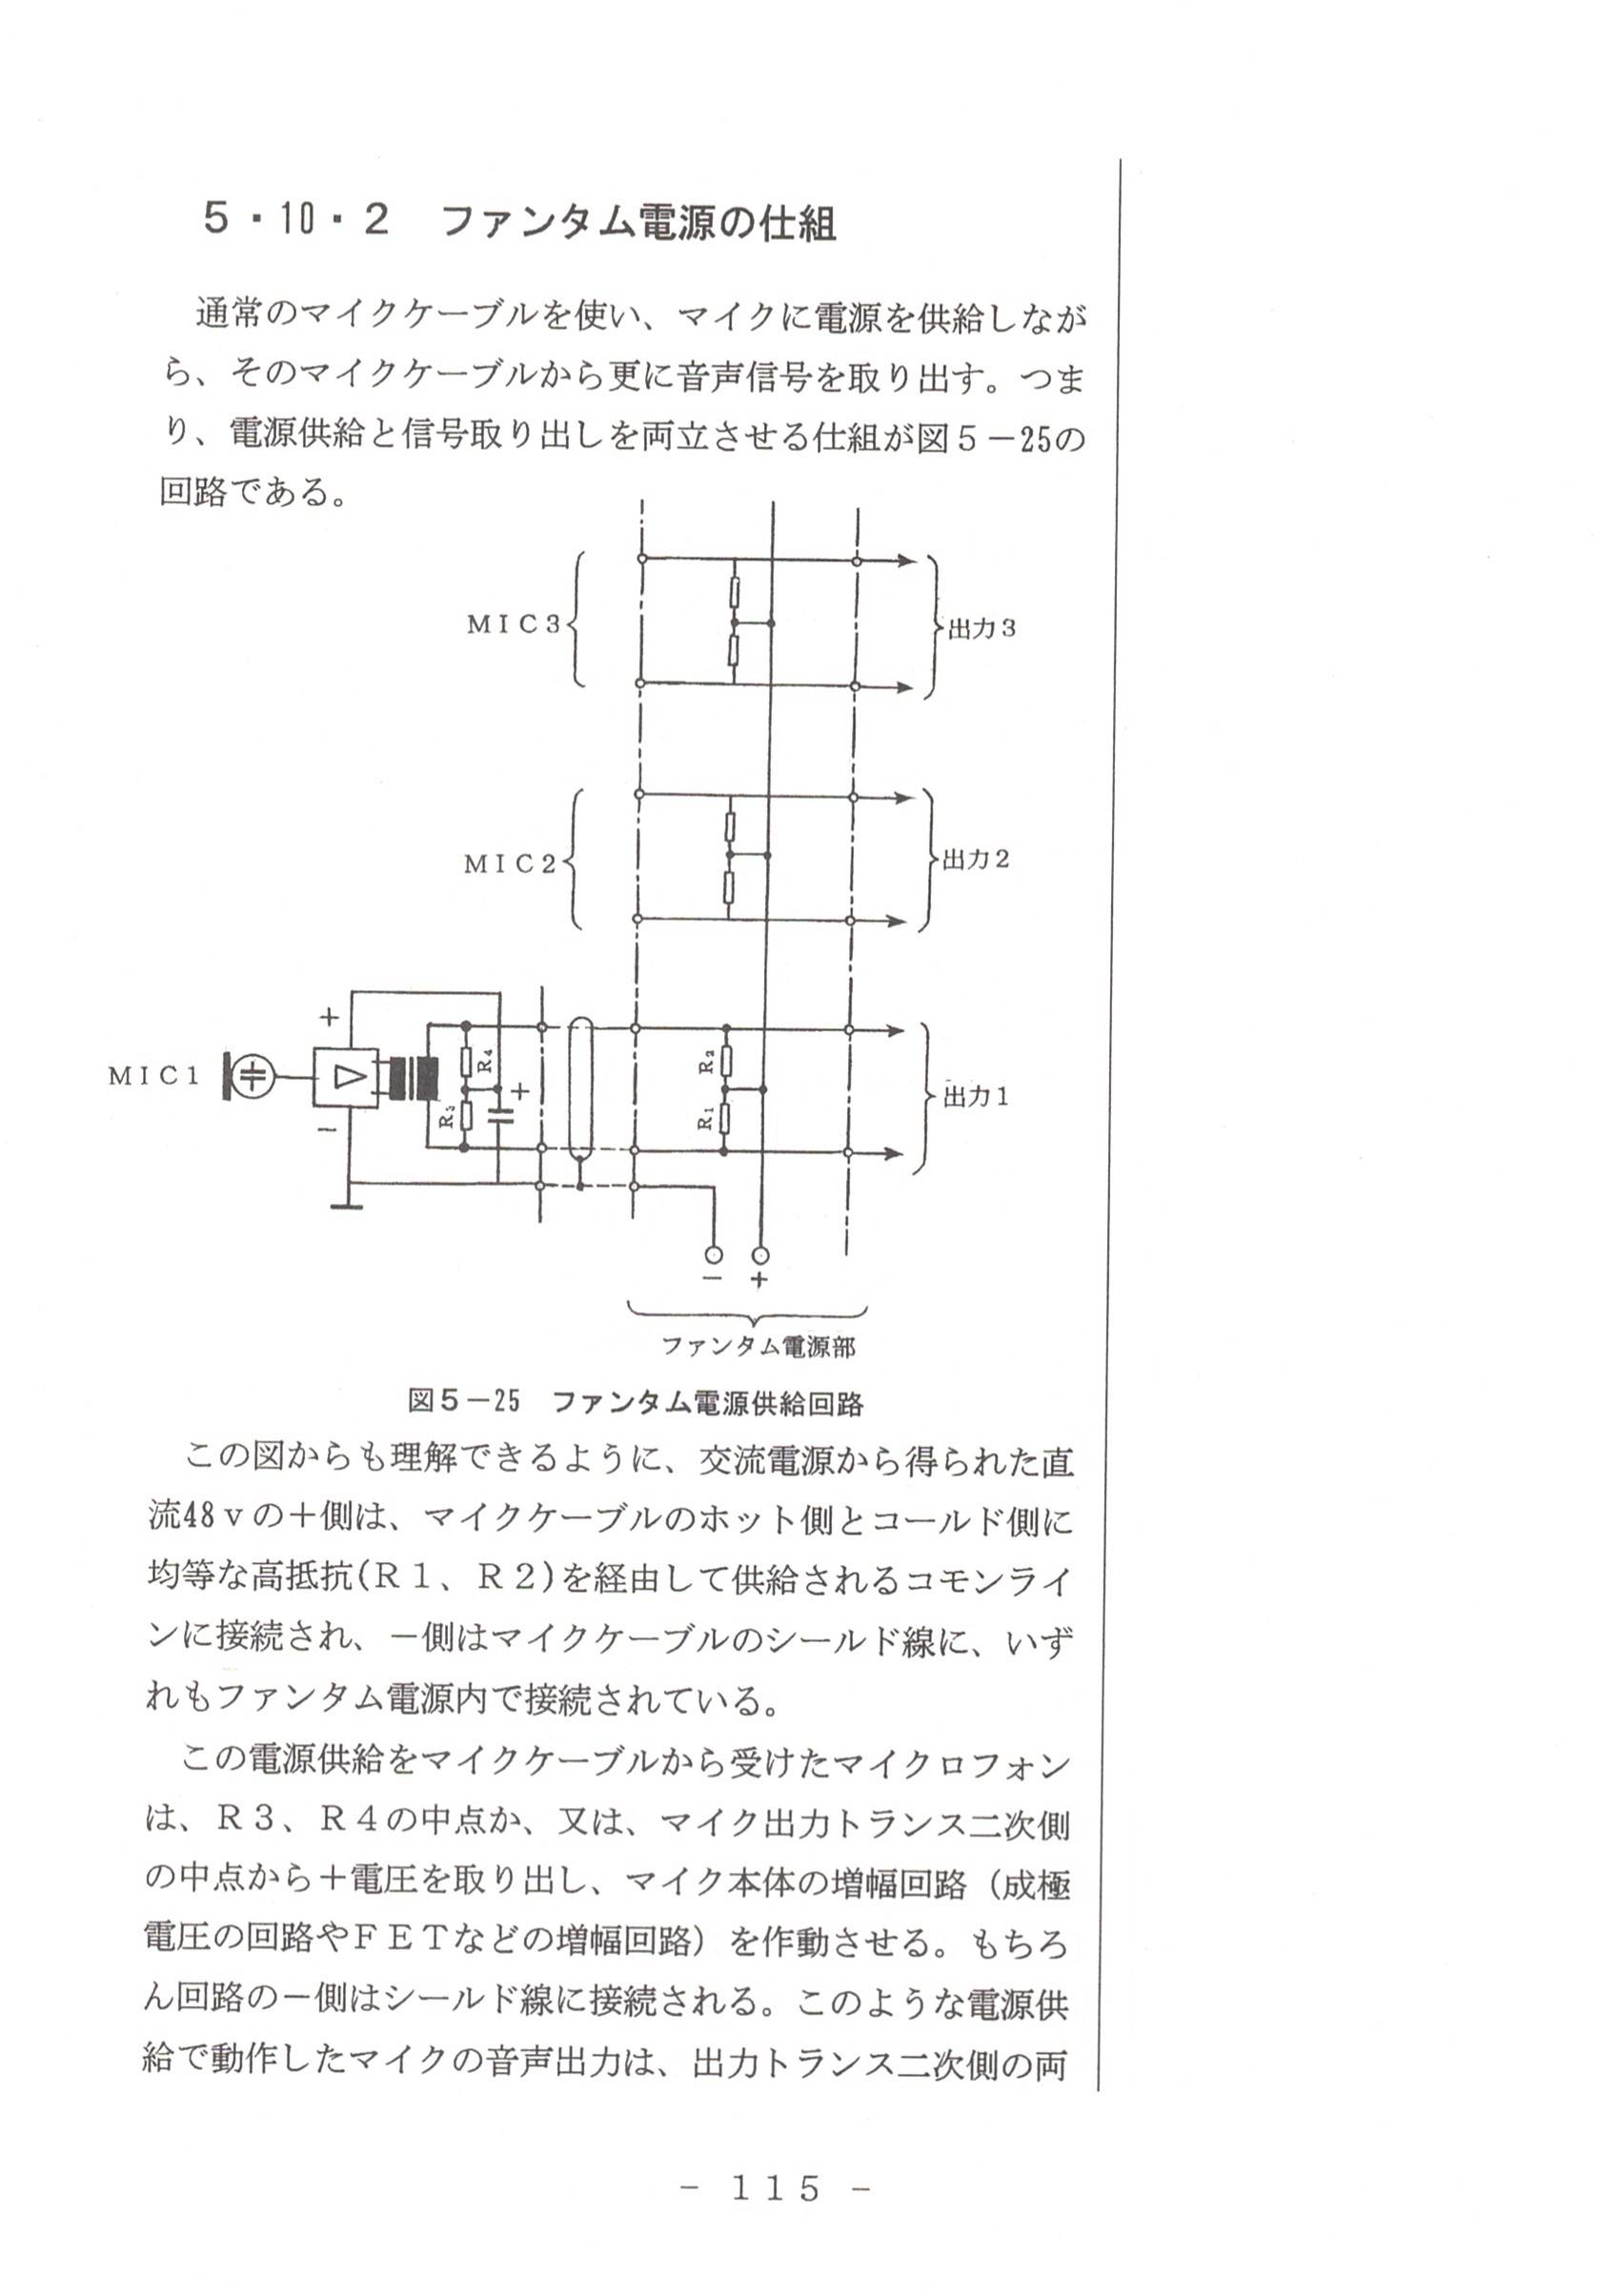 5・10・2　ファンタム電源の仕組
通常のマイクケーブルを使い、マイクに電源を供給しなが
ら、そのマイクケーブルから更に音声信号を取り出す。つま
り、電源供給と信号取り出しを両立させる仕組が図5－25の
回路である。
MIC3
出力3
MIC2
出力2
+
MIC1
R4
+
R3
−
R2
R1
出力1
−
+
ファンタム電源部
図5－25　ファンタム電源供給回路
この図からも理解できるように、交流電源から得られた直
流48vの＋側は、マイクケーブルのホット側とコールド側に
均等な高抵抗(R1、R2)を経由して供給されるコモンライ
ンに接続され、－側はマイクケーブルのシールド線に、いず
れもファンタム電源内で接続されている。
この電源供給をマイクケーブルから受けたマイクロフォン
は、R3、R4の中点か、又は、マイク出力トランス二次側
の中点から＋電圧を取り出し、マイク本体の増幅回路（成極
電圧の回路やFETなどの増幅回路）を作動させる。もちろ
ん回路の－側はシールド線に接続される。このような電源供
給で動作したマイクの音声出力は、出力トランス二次側の両
- 115 -